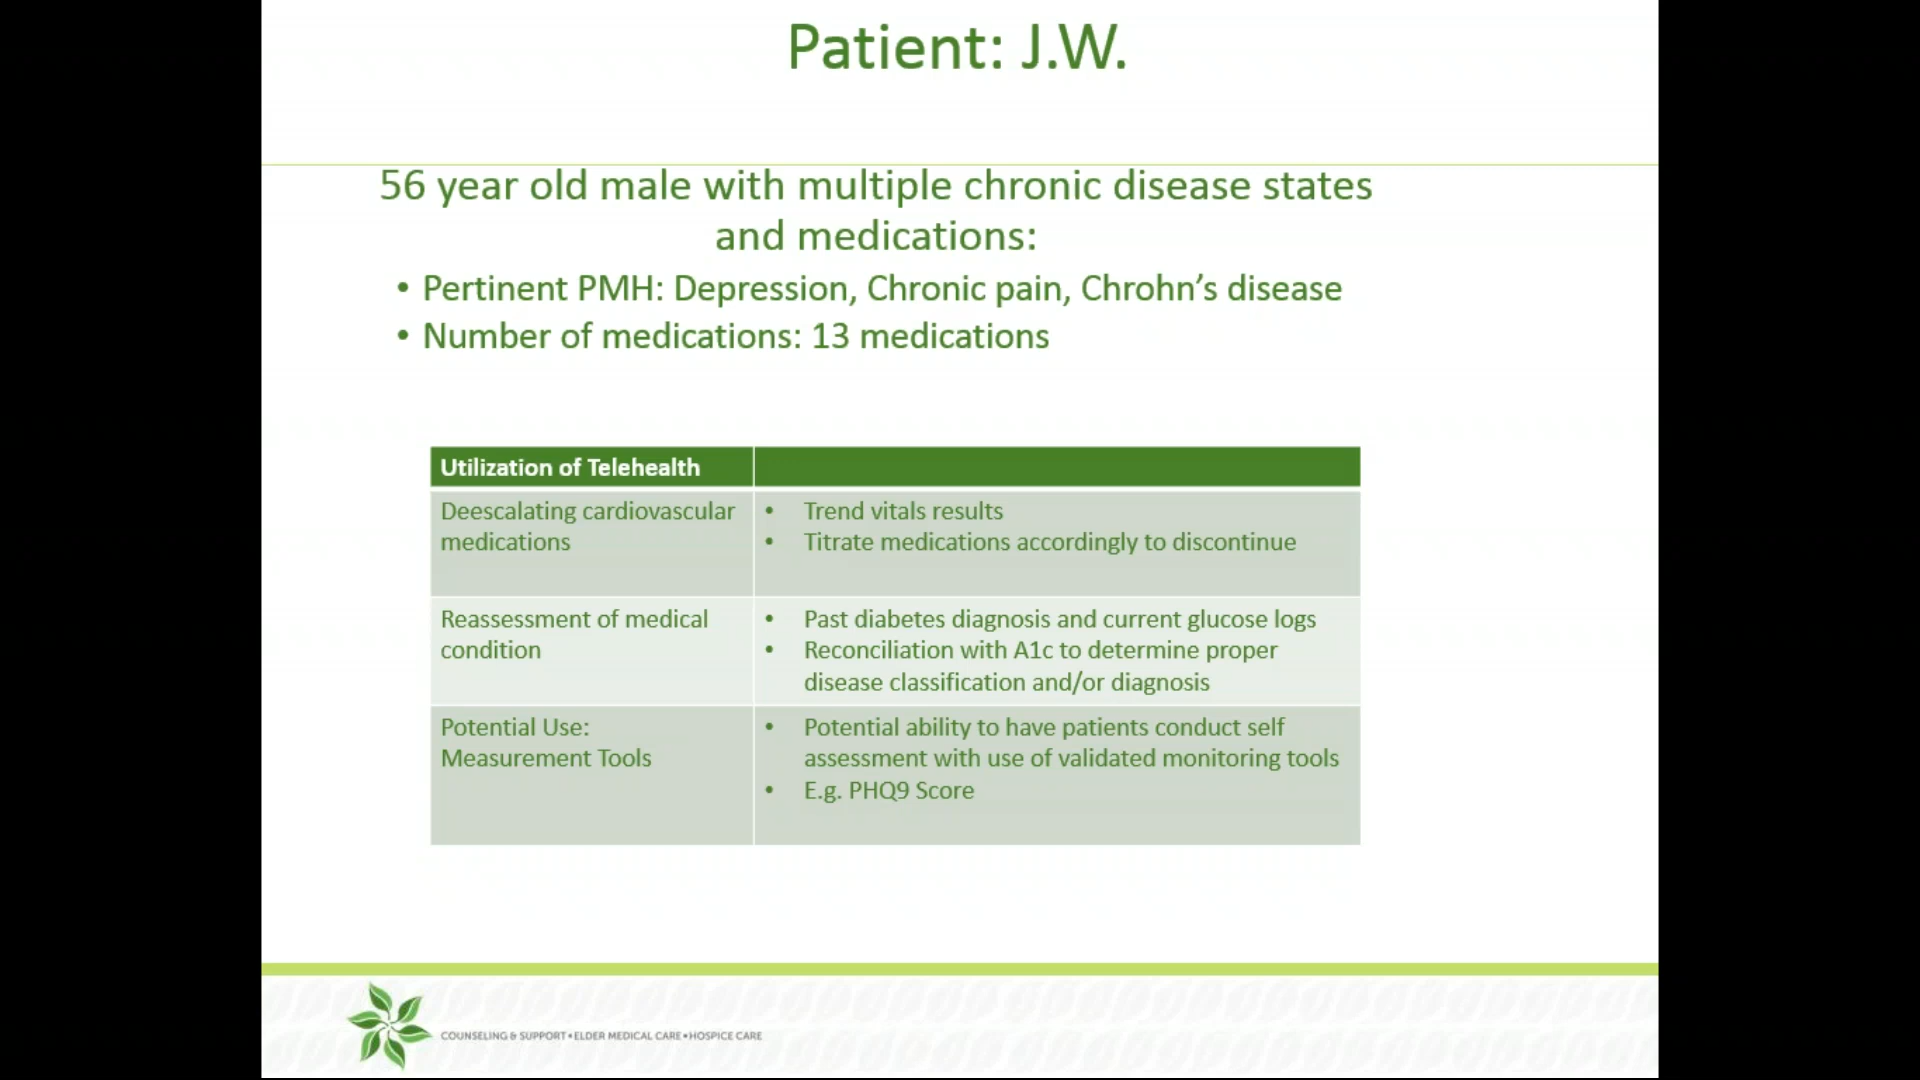 Patient: J.W.
56 year old male with multiple chronic disease states
and medications:
• Pertinent PMH: Depression, Chronic pain, Chrohn’s disease
• Number of medications: 13 medications
Utilization of Telehealth
Deescalating cardiovascular
medications
• Trend vitals results
• Titrate medications accordingly to discontinue
Reassessment of medical
condition
• Past diabetes diagnosis and current glucose logs
• Reconciliation with A1c to determine proper
disease classification and/or diagnosis
Potential Use:
Measurement Tools
• Potential ability to have patients conduct self
assessment with use of validated monitoring tools
• E.g. PHQ9 Score
COUNSELING & SUPPORT • ELDER MEDICAL CARE • HOSPICE CARE